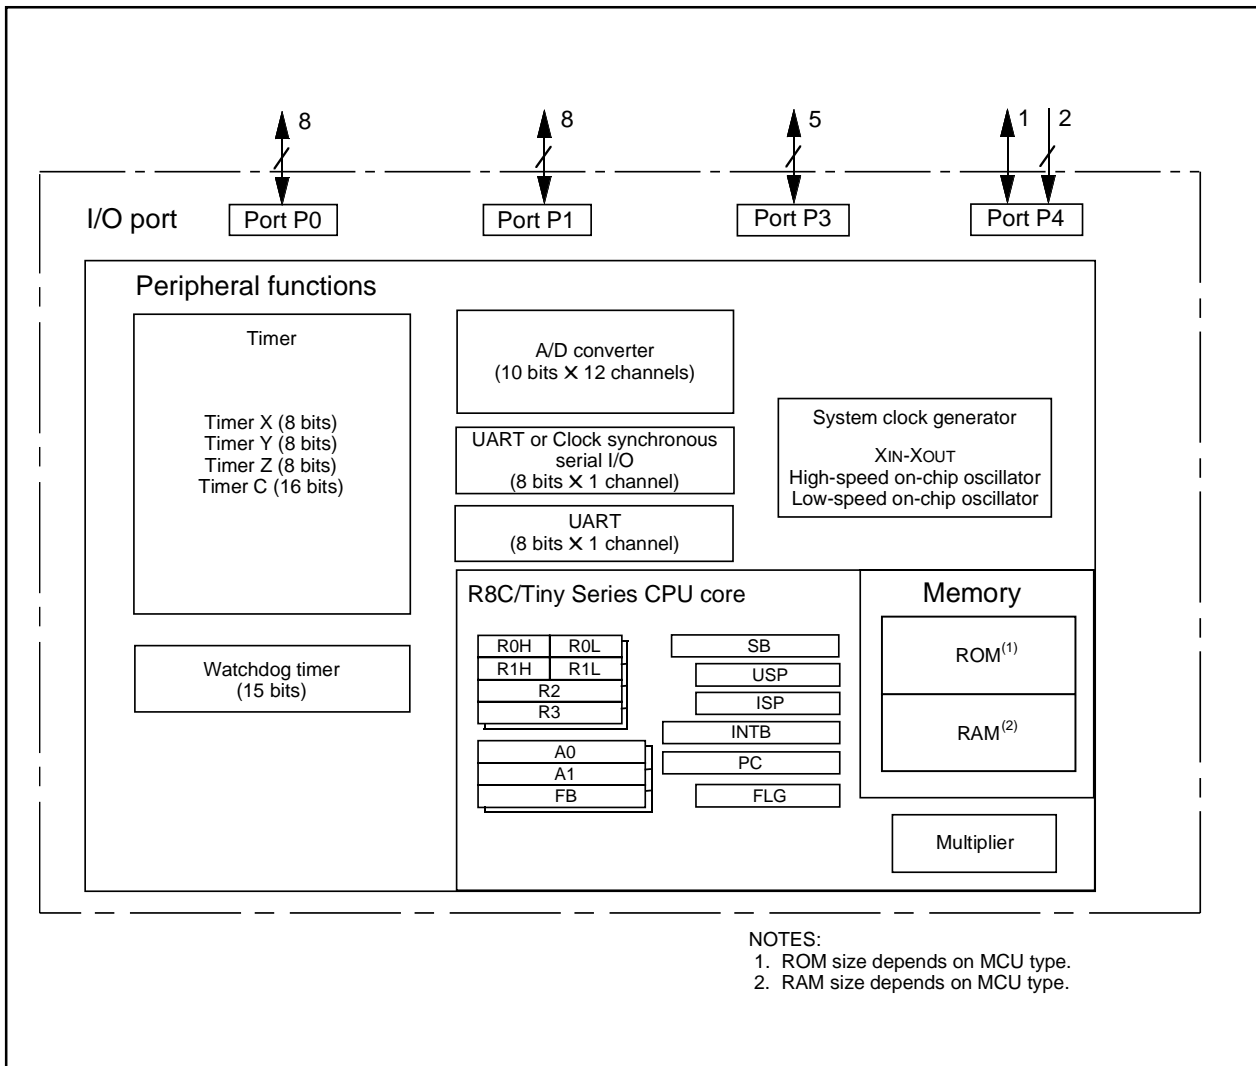 8
8
5
1
2
I/O port
Port P0
Port P1
Port P3
Port P4
Peripheral functions
Timer
Timer X (8 bits)
Timer Y (8 bits)
Timer Z (8 bits)
Timer C (16 bits)
Watchdog timer
(15 bits)
A/D converter
(10 bits X 12 channels)
UART or Clock synchronous
serial I/O
(8 bits X 1 channel)
UART
(8 bits X 1 channel)
System clock generator
XIN-XOUT
High-speed on-chip oscillator
Low-speed on-chip oscillator
R8C/Tiny Series CPU core
R0H
R0L
R1H
R1L
R2
R3
A0
A1
FB
SB
USP
ISP
INTB
PC
FLG
Memory
ROM(1)
RAM(2)
Multiplier
NOTES:
1. ROM size depends on MCU type.
2. RAM size depends on MCU type.